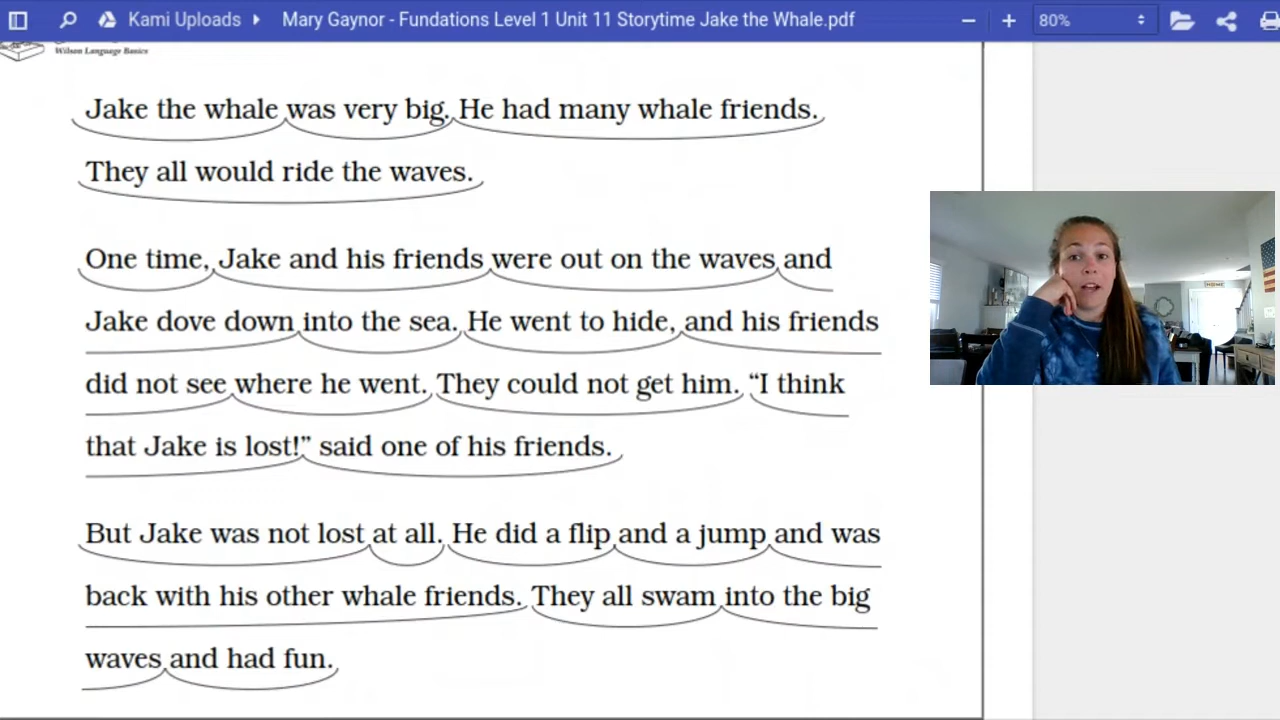 Kami Uploads Mary Gaynor - Fundations Level 1 Unit 11 Storytime Jake the Whale.pdf 80%
Wilson Language Basics
Jake the whale was very big. He had many whale friends.
They all would ride the waves.
One time, Jake and his friends were out on the waves and
Jake dove down into the sea. He went to hide, and his friends
did not see where he went. They could not get him. “I think
that Jake is lost!” said one of his friends.
But Jake was not lost at all. He did a flip and a jump and was
back with his other whale friends. They all swam into the big
waves and had fun.
HOME